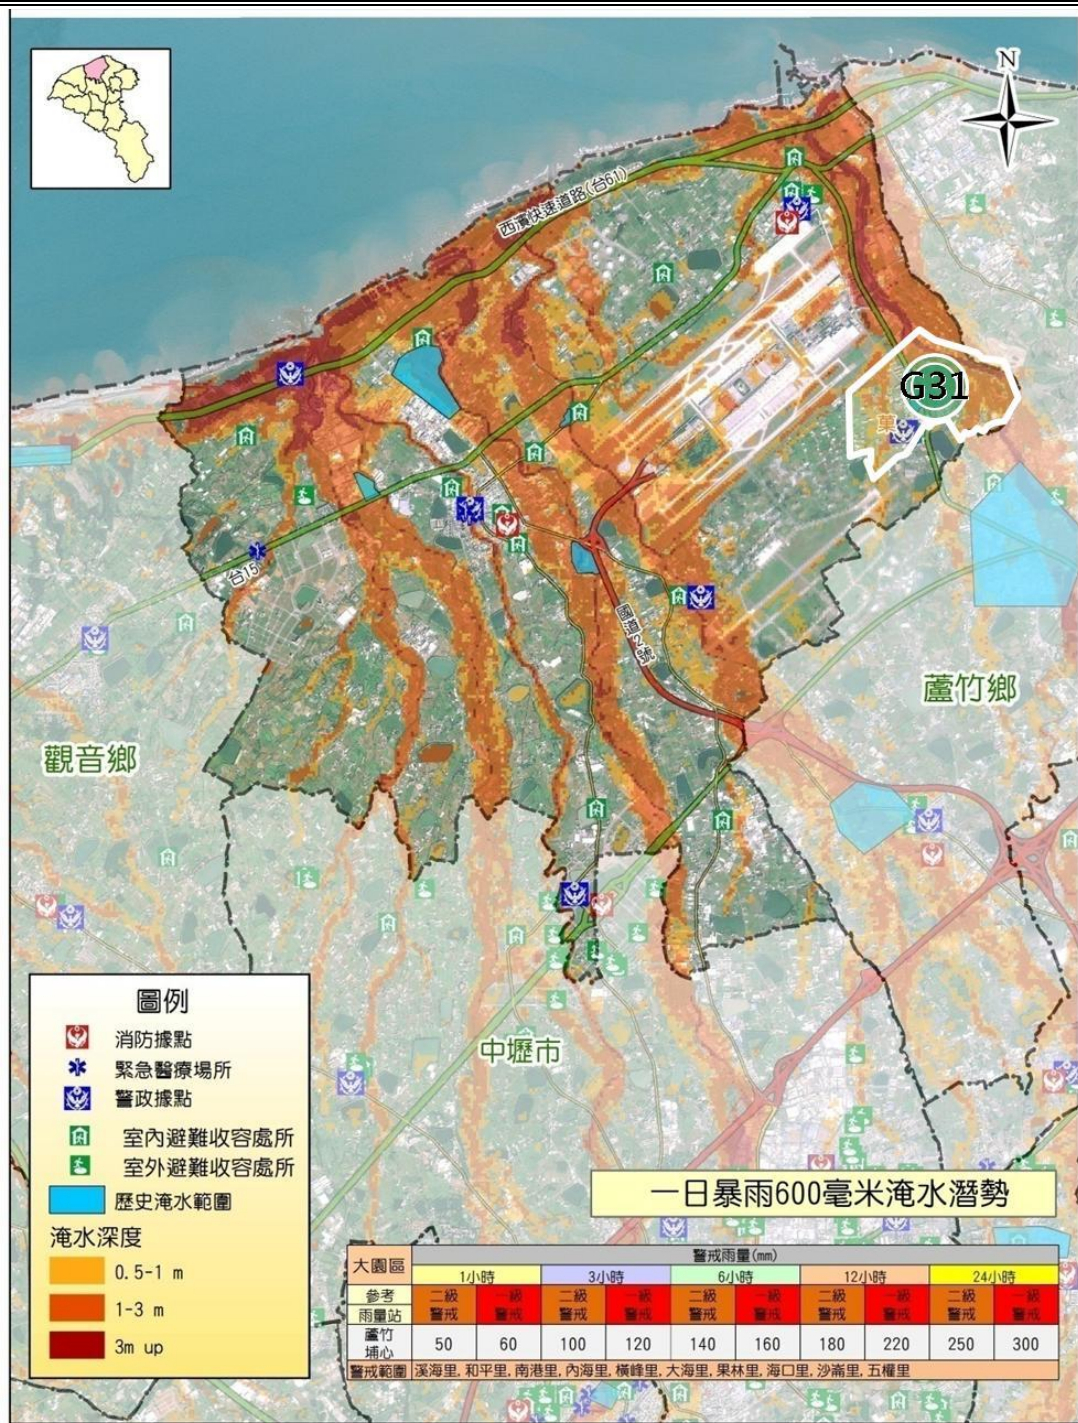 N
西濱快速道路(台61)
G31
菓
台15
國道2號
蘆竹鄉
觀音鄉
中壢市
圖例
消防據點
緊急醫療場所
警政據點
室內避難收容處所
室外避難收容處所
歷史淹水範圍
淹水深度
0.5-1 m
1-3 m
3m up
一日暴雨600毫米淹水潛勢
大園區 警戒雨量(mm)
1小時 3小時 6小時 12小時 24小時
參考雨量站 二級警戒 一級警戒 二級警戒 一級警戒 二級警戒 一級警戒 二級警戒 一級警戒 二級警戒 一級警戒
蘆竹埔心 50 60 100 120 140 160 180 220 250 300
警戒範圍 溪海里, 和平里, 南港里, 內海里, 橫峰里, 大海里, 果林里, 海口里, 沙崙里, 五權里